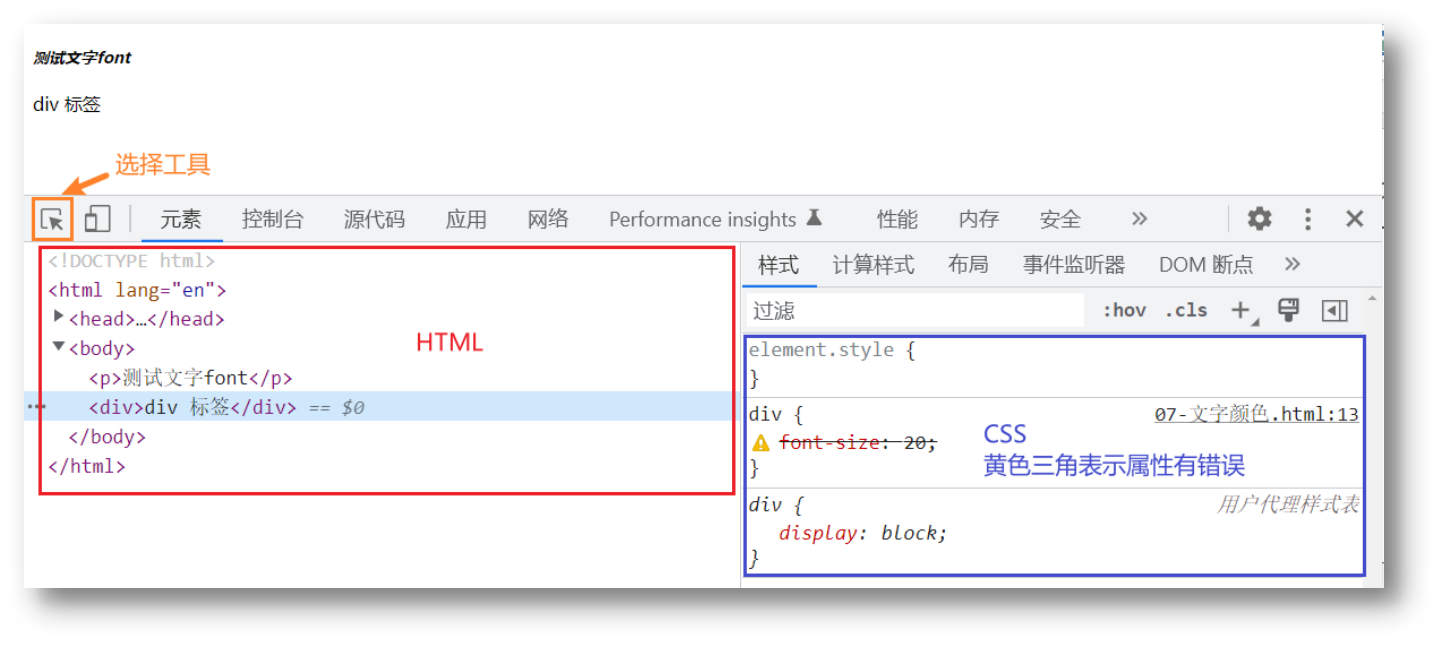 测试文字font
div 标签
选择工具
元素 控制台 源代码 应用 网络 Performance insights 性能 内存 安全 »
<!DOCTYPE html>
<html lang="en">
<head>…</head>
<body>
<p>测试文字font</p>
<div>div 标签</div> == $0
</body>
</html>
HTML
样式 计算样式 布局 事件监听器 DOM 断点 »
过滤 :hov .cls +
element.style {
}
div { 07-文字颜色.html:13
font-size: 20;
}
CSS
黄色三角表示属性有错误
div { 用户代理样式表
display: block;
}